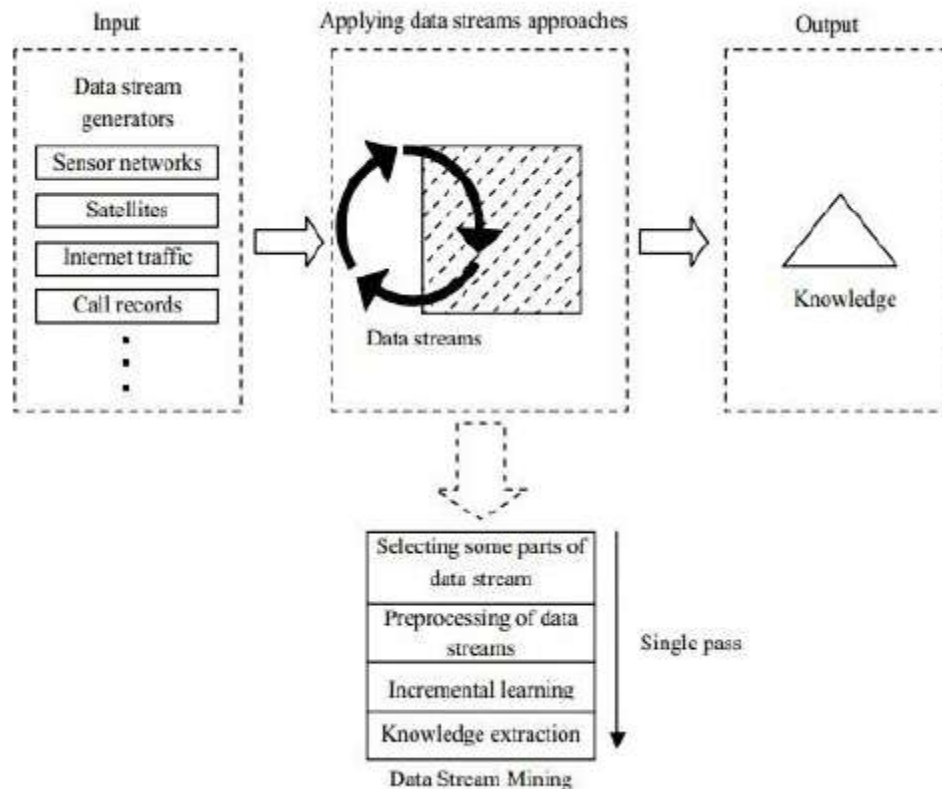 Input
Applying data streams approaches
Output
Data stream
generators
Sensor networks
Satellites
Internet traffic
Call records
Data streams
Knowledge
Selecting some parts of
data stream
Preprocessing of data
streams
Incremental learning
Knowledge extraction
Single pass
Data Stream Mining